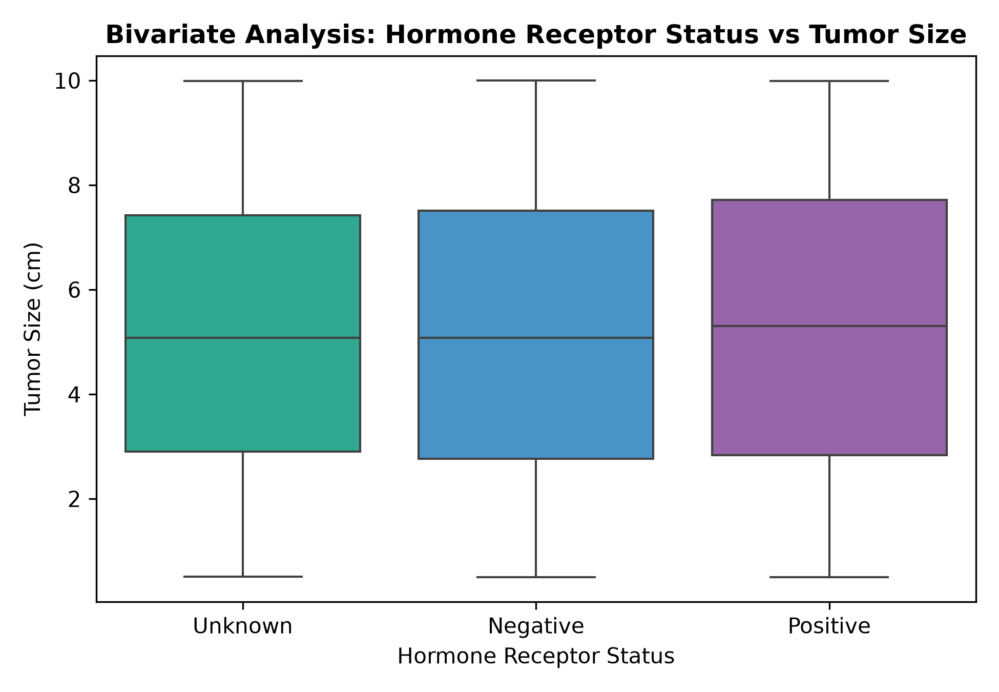 Bivariate Analysis: Hormone Receptor Status vs Tumor Size
Tumor Size (cm)
10
8
6
4
2
Unknown Negative Positive
Hormone Receptor Status